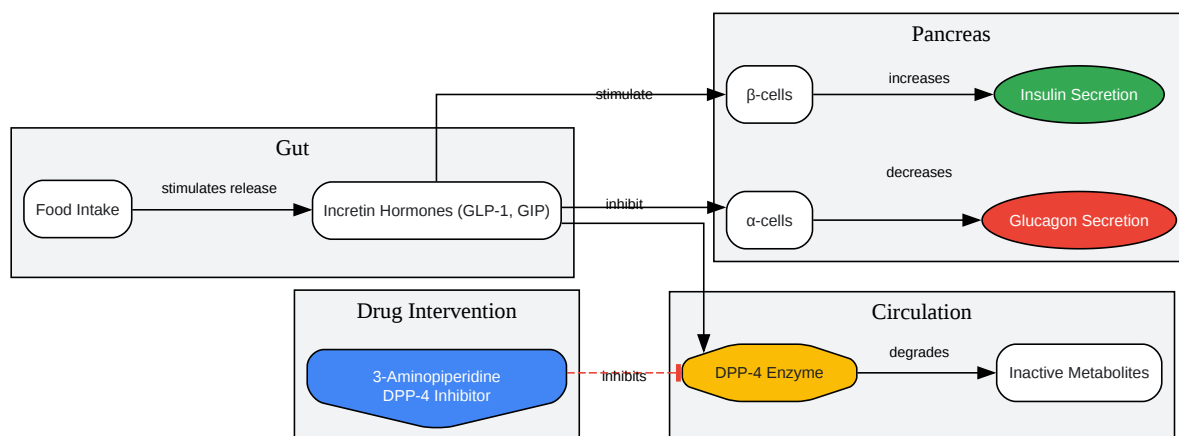 Pancreas
stimulate
β-cells
increases
Insulin Secretion
Gut
Food Intake
stimulates release
Incretin Hormones (GLP-1, GIP)
inhibit
α-cells
decreases
Glucagon Secretion
Drug Intervention
3-Aminopiperidine
DPP-4 Inhibitor
inhibits
Circulation
DPP-4 Enzyme
degrades
Inactive Metabolites